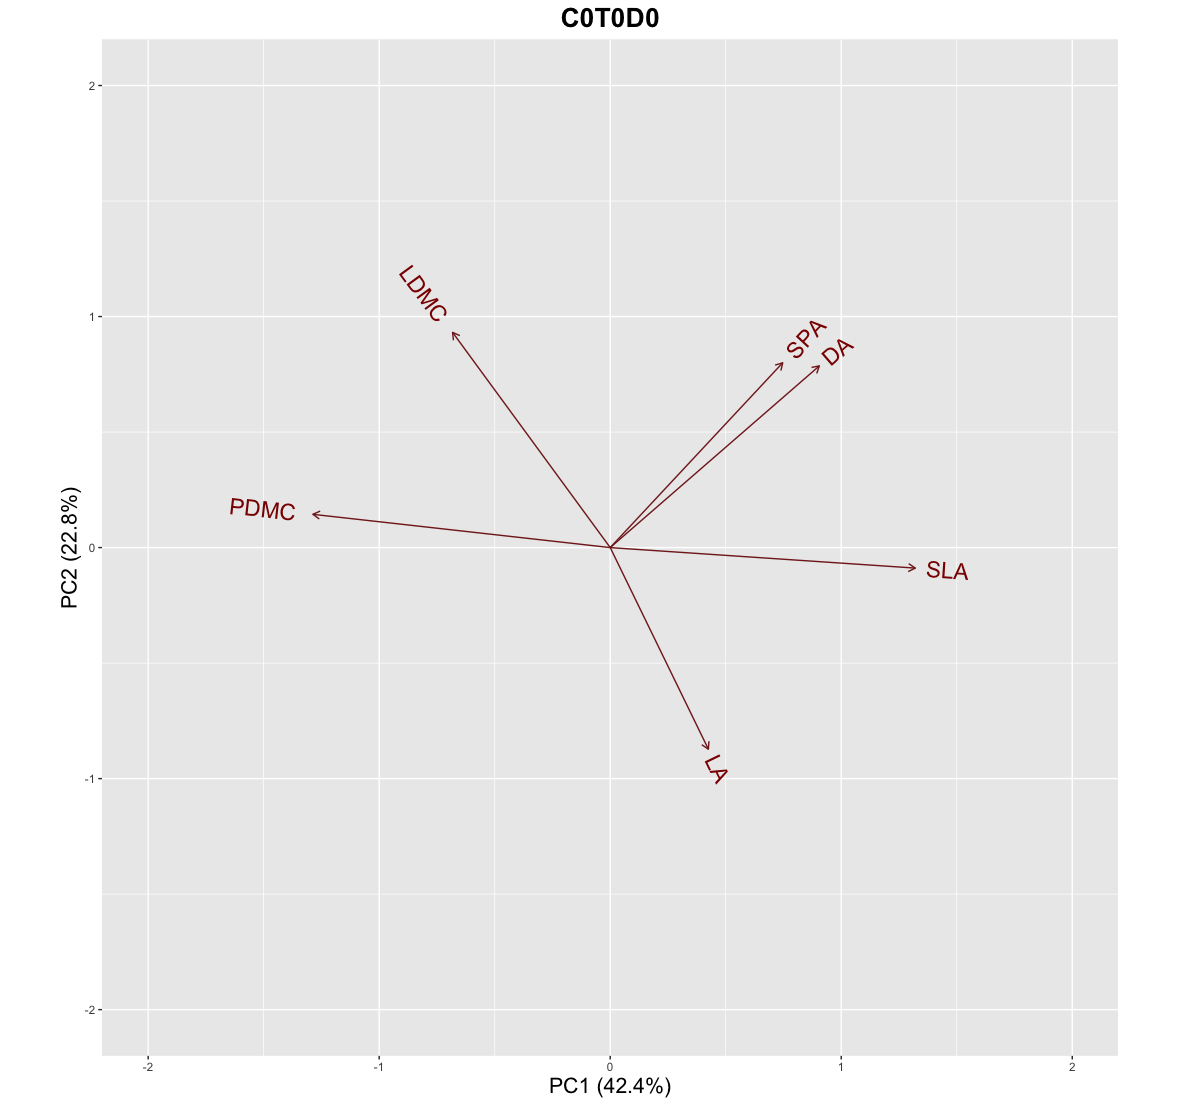 C0T0D0
2
1
0
-1
-2
PC2 (22.8%)
LDMC
SPA
DA
PDMC
SLA
LA
-2
-1
0
1
2
PC1 (42.4%)